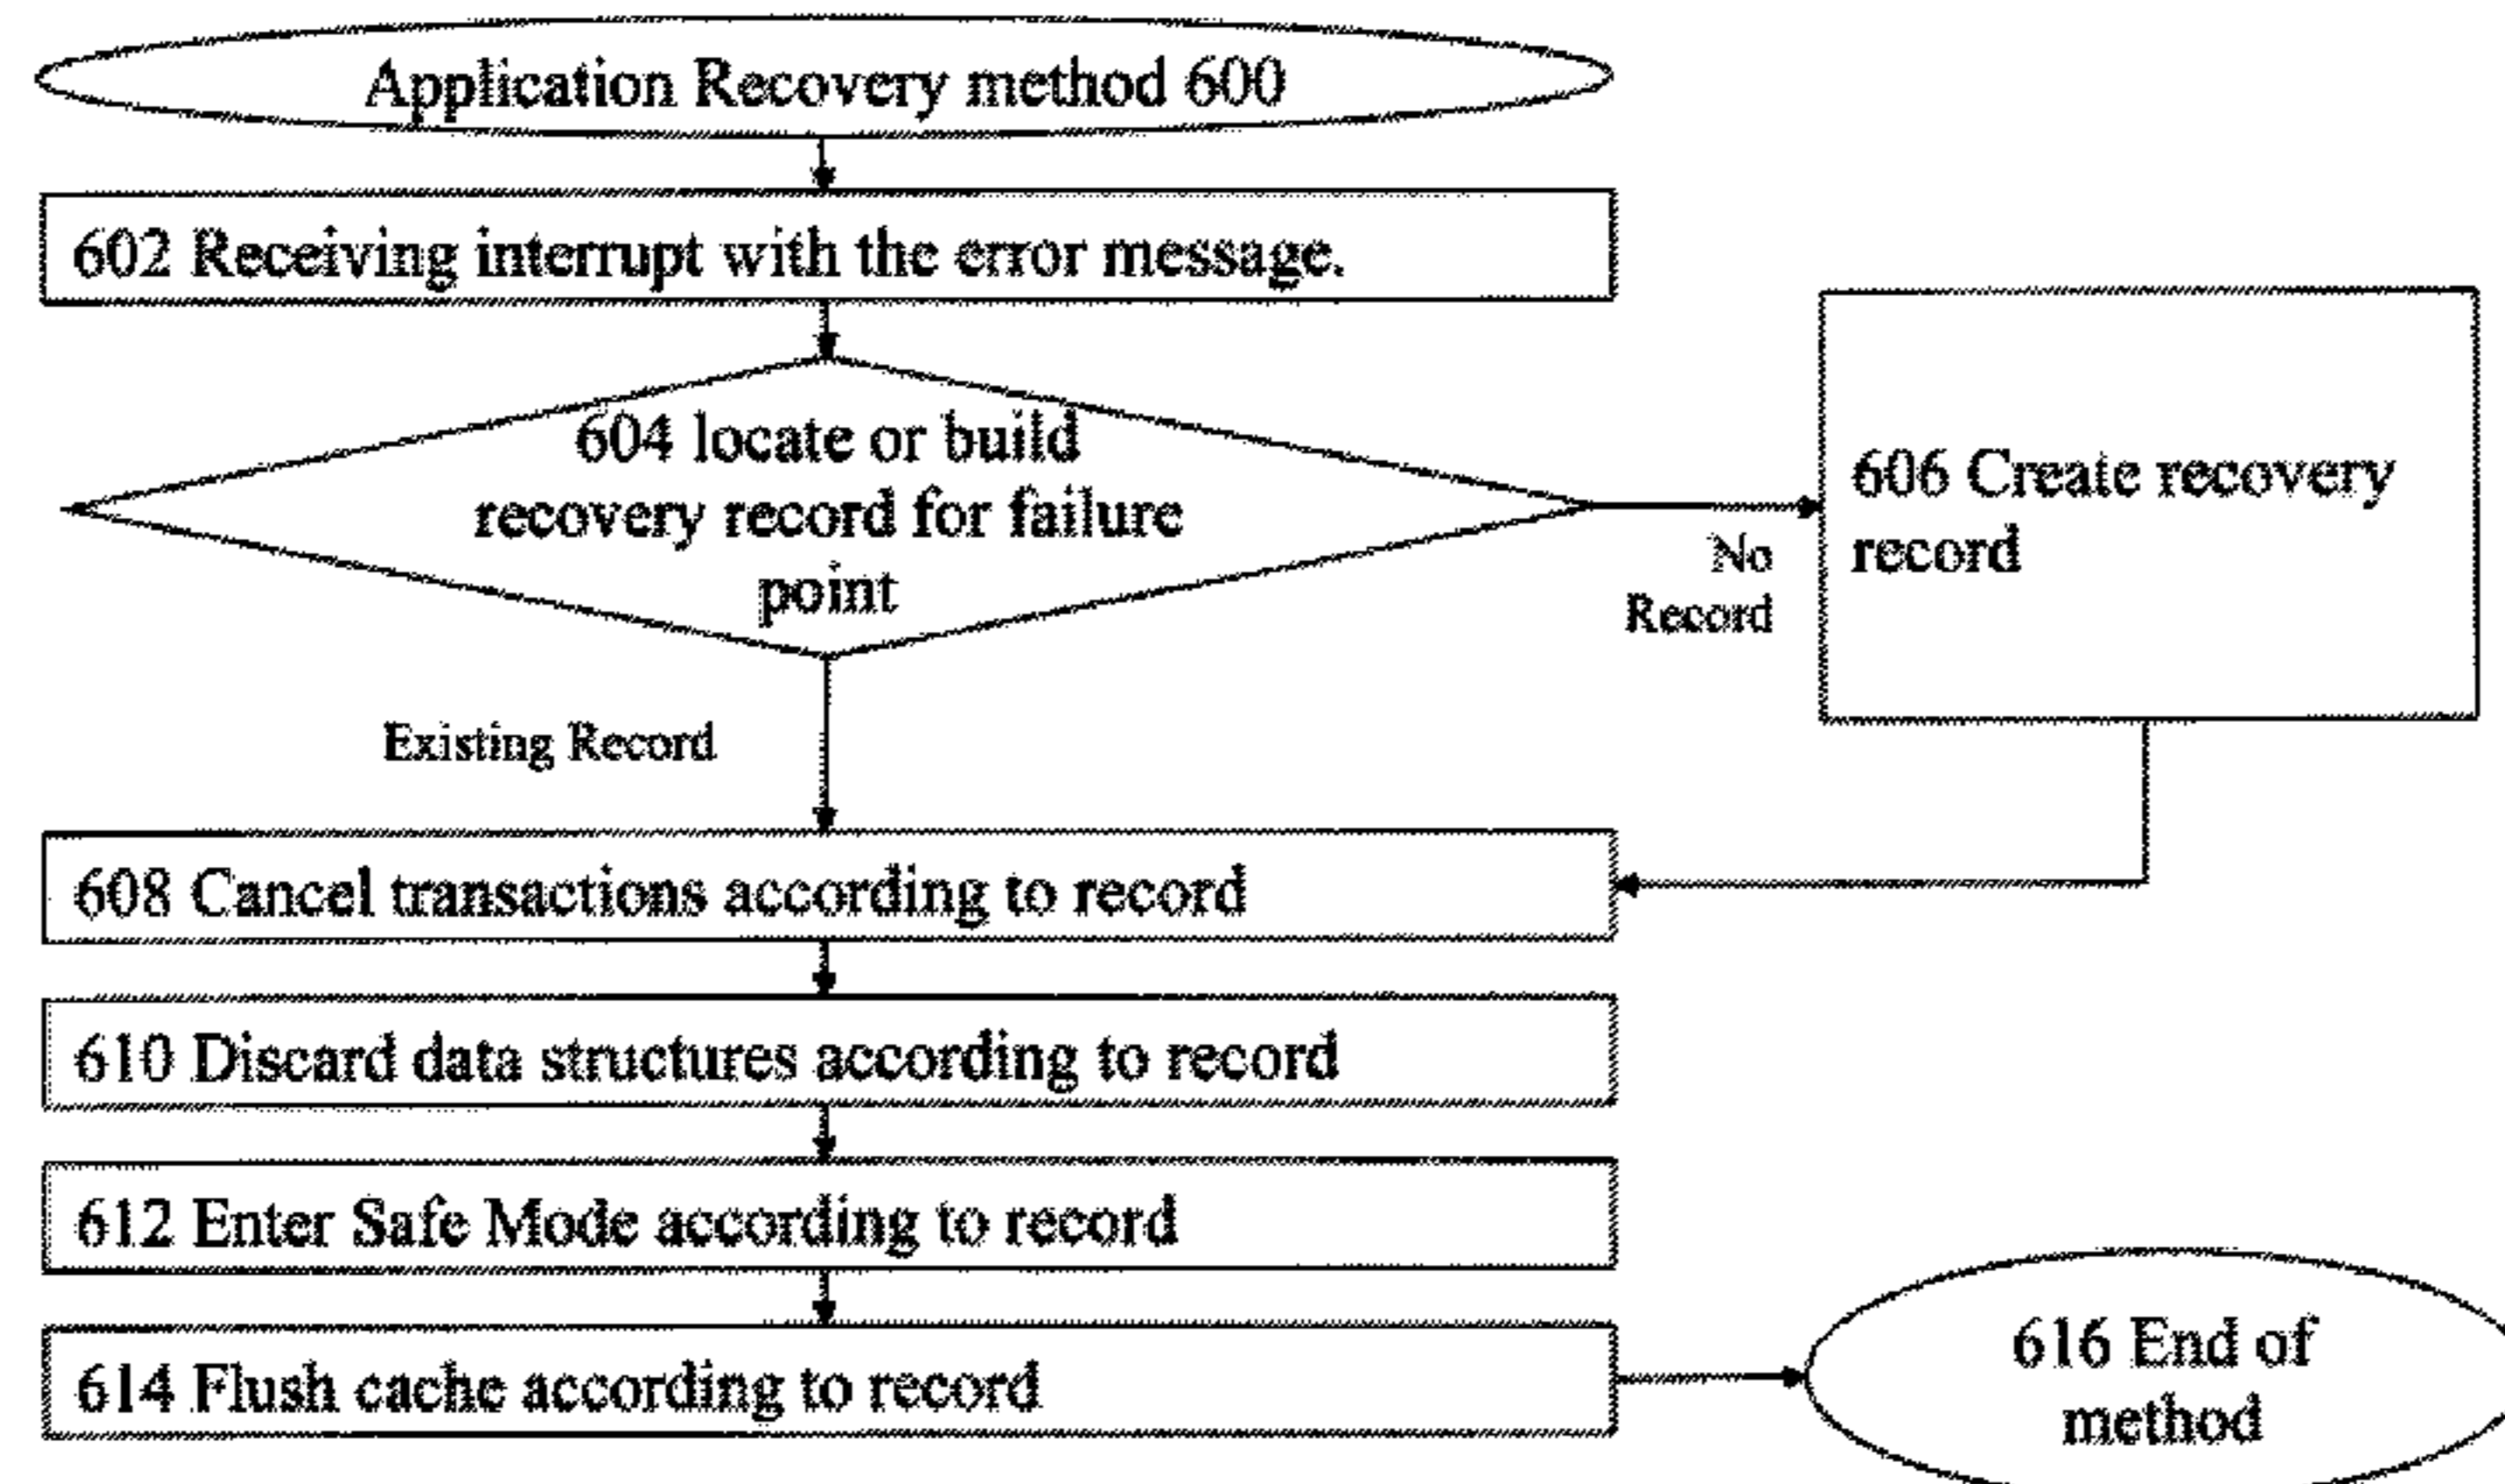 Application Recovery method 600
602 Receiving interrupt with the error message.
604 locate or build
recovery record for failure
point
606 Create recovery
record
No
Record
Existing Record
608 Cancel transactions according to record
610 Discard data structures according to record
612 Enter Safe Mode according to record
614 Flush cache according to record
616 End of
method